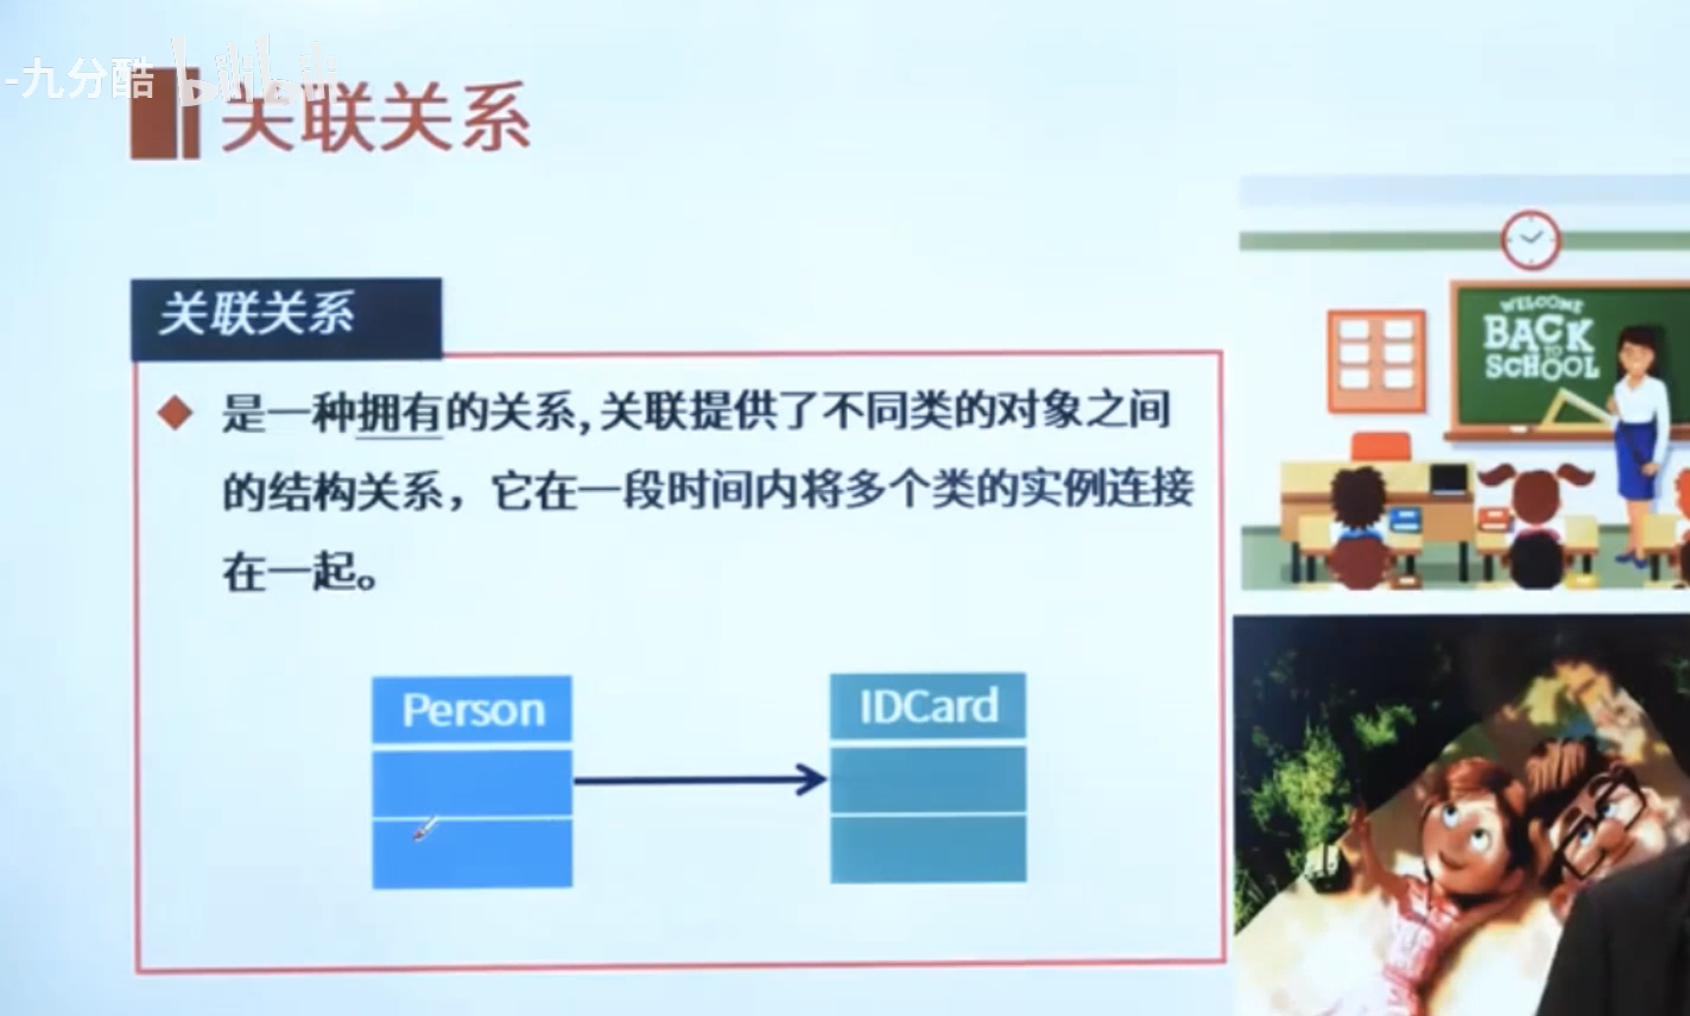 -九分酷 bilibili
关联关系
关联关系
是一种拥有的关系,关联提供了不同类的对象之间
的结构关系，它在一段时间内将多个类的实例连接
在一起。
Person
IDCard
WELCOME
BACK
TO
SCHOOL